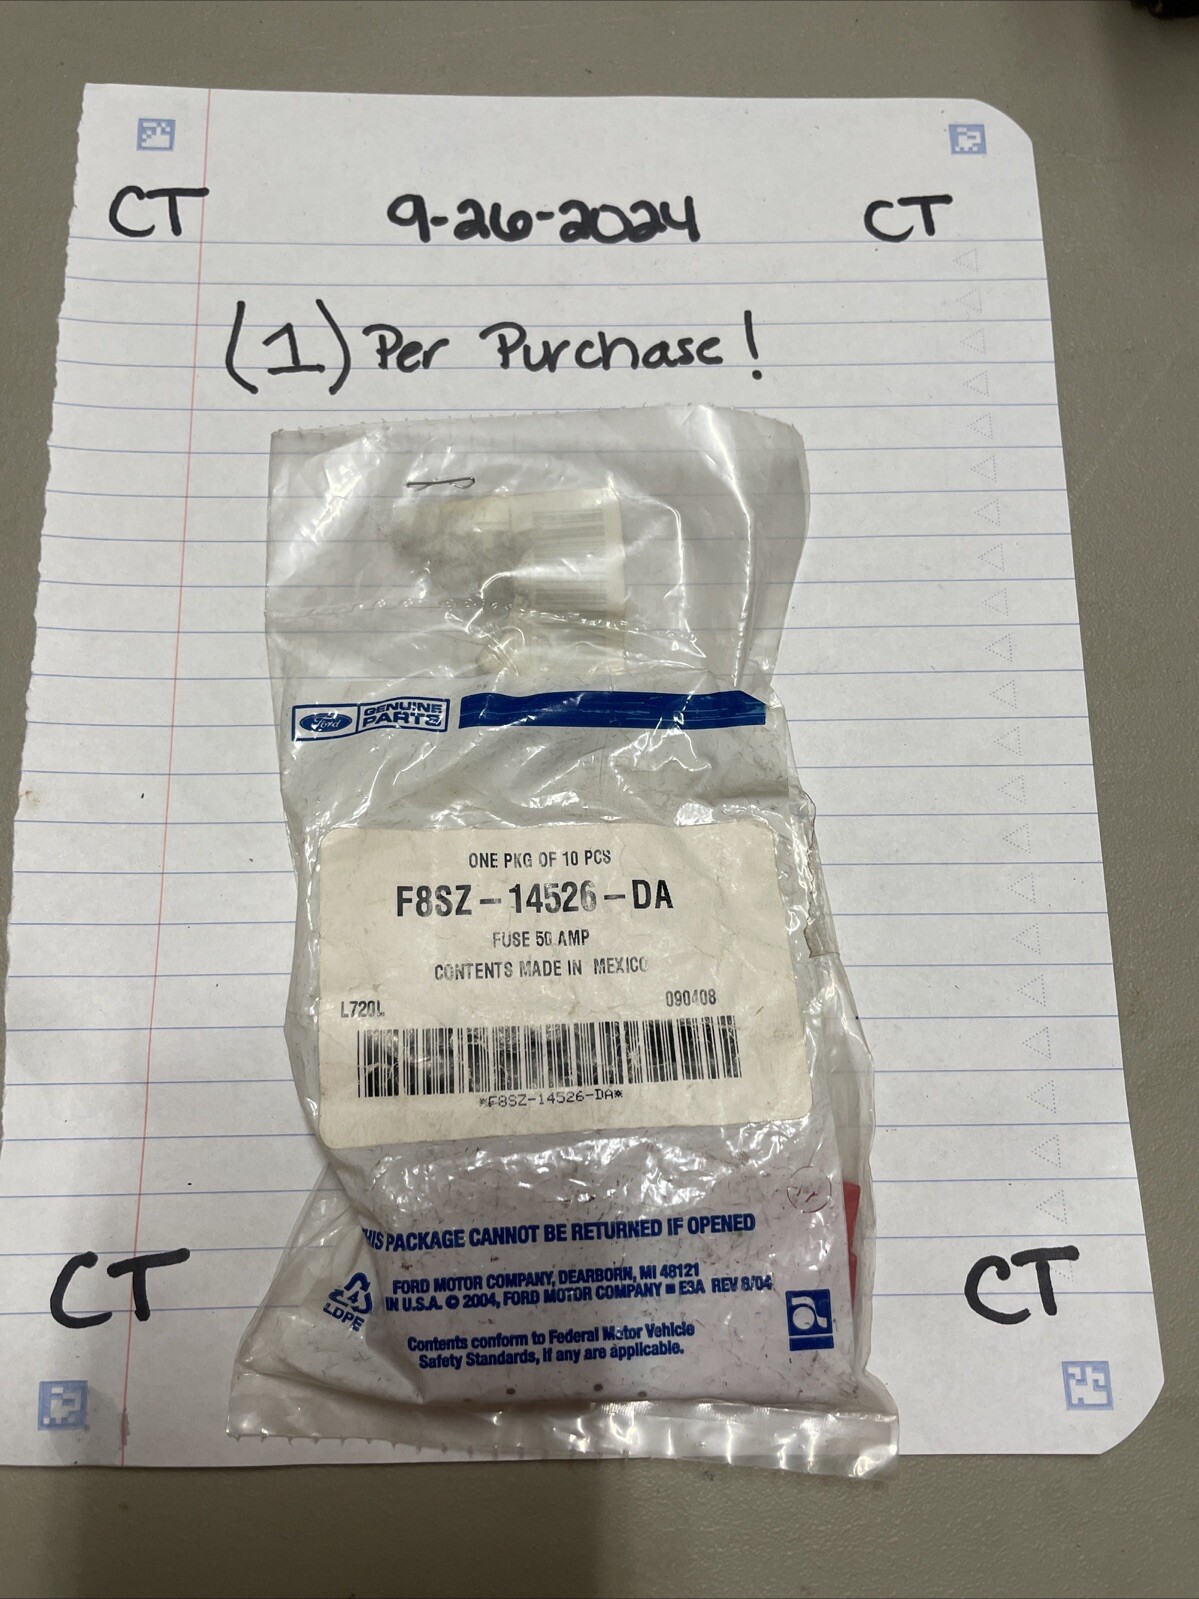 CT 9-26-2024 CT
(1) Per Purchase!
Ford GENUINE PARTS
ONE PKG OF 10 PCS
F8SZ-14526-DA
FUSE 50 AMP
CONTENTS MADE IN MEXICO
L720L 090408
*F8SZ-14526-DA*
HIS PACKAGE CANNOT BE RETURNED IF OPENED
FORD MOTOR COMPANY, DEARBORN, MI 48121
IN U.S.A. © 2004, FORD MOTOR COMPANY ■ E3A REV 8/04
4
LDPE
Contents conform to Federal Motor Vehicle
Safety Standards, if any are applicable.
CT CT